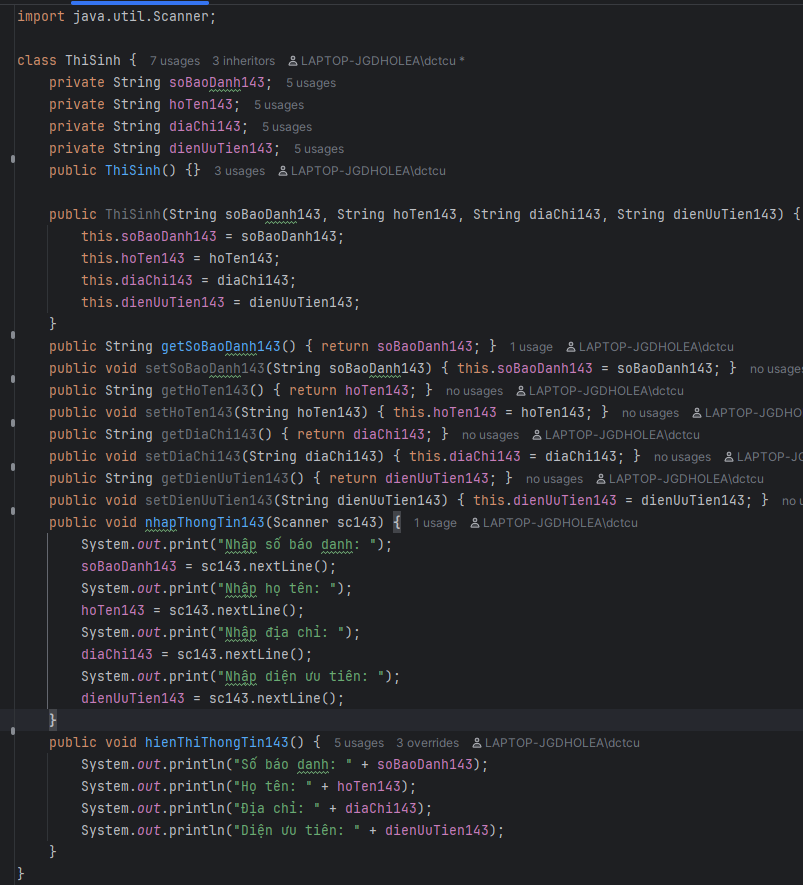 import java.util.Scanner;
class ThiSinh { 7 usages 3 inheritors LAPTOP-JGDHOLEA\dctcu *
private String soBaoDanh143; 5 usages
private String hoTen143; 5 usages
private String diaChi143; 5 usages
private String dienUuTien143; 5 usages
public ThiSinh() {} 3 usages LAPTOP-JGDHOLEA\dctcu
public ThiSinh(String soBaoDanh143, String hoTen143, String diaChi143, String dienUuTien143) {
this.soBaoDanh143 = soBaoDanh143;
this.hoTen143 = hoTen143;
this.diaChi143 = diaChi143;
this.dienUuTien143 = dienUuTien143;
}
public String getSoBaoDanh143() { return soBaoDanh143; } 1 usage LAPTOP-JGDHOLEA\dctcu
public void setSoBaoDanh143(String soBaoDanh143) { this.soBaoDanh143 = soBaoDanh143; } no usages
public String getHoTen143() { return hoTen143; } no usages LAPTOP-JGDHOLEA\dctcu
public void setHoTen143(String hoTen143) { this.hoTen143 = hoTen143; } no usages LAPTOP-JGDHO
public String getDiaChi143() { return diaChi143; } no usages LAPTOP-JGDHOLEA\dctcu
public void setDiaChi143(String diaChi143) { this.diaChi143 = diaChi143; } no usages LAPTOP-JG
public String getDienUuTien143() { return dienUuTien143; } no usages LAPTOP-JGDHOLEA\dctcu
public void setDienUuTien143(String dienUuTien143) { this.dienUuTien143 = dienUuTien143; } no u
public void nhapThongTin143(Scanner sc143) { 1 usage LAPTOP-JGDHOLEA\dctcu
System.out.print("Nhập số báo danh: ");
soBaoDanh143 = sc143.nextLine();
System.out.print("Nhập họ tên: ");
hoTen143 = sc143.nextLine();
System.out.print("Nhập địa chỉ: ");
diaChi143 = sc143.nextLine();
System.out.print("Nhập diện ưu tiên: ");
dienUuTien143 = sc143.nextLine();
}
public void hienThiThongTin143() { 5 usages 3 overrides LAPTOP-JGDHOLEA\dctcu
System.out.println("Số báo danh: " + soBaoDanh143);
System.out.println("Họ tên: " + hoTen143);
System.out.println("Địa chỉ: " + diaChi143);
System.out.println("Diện ưu tiên: " + dienUuTien143);
}
}